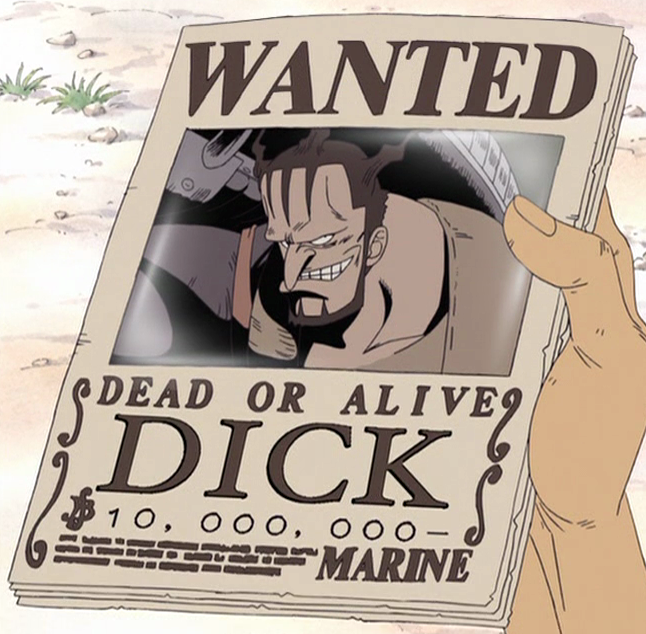 WANTED
DEAD OR ALIVE
DICK
฿10,000,000-
MARINE